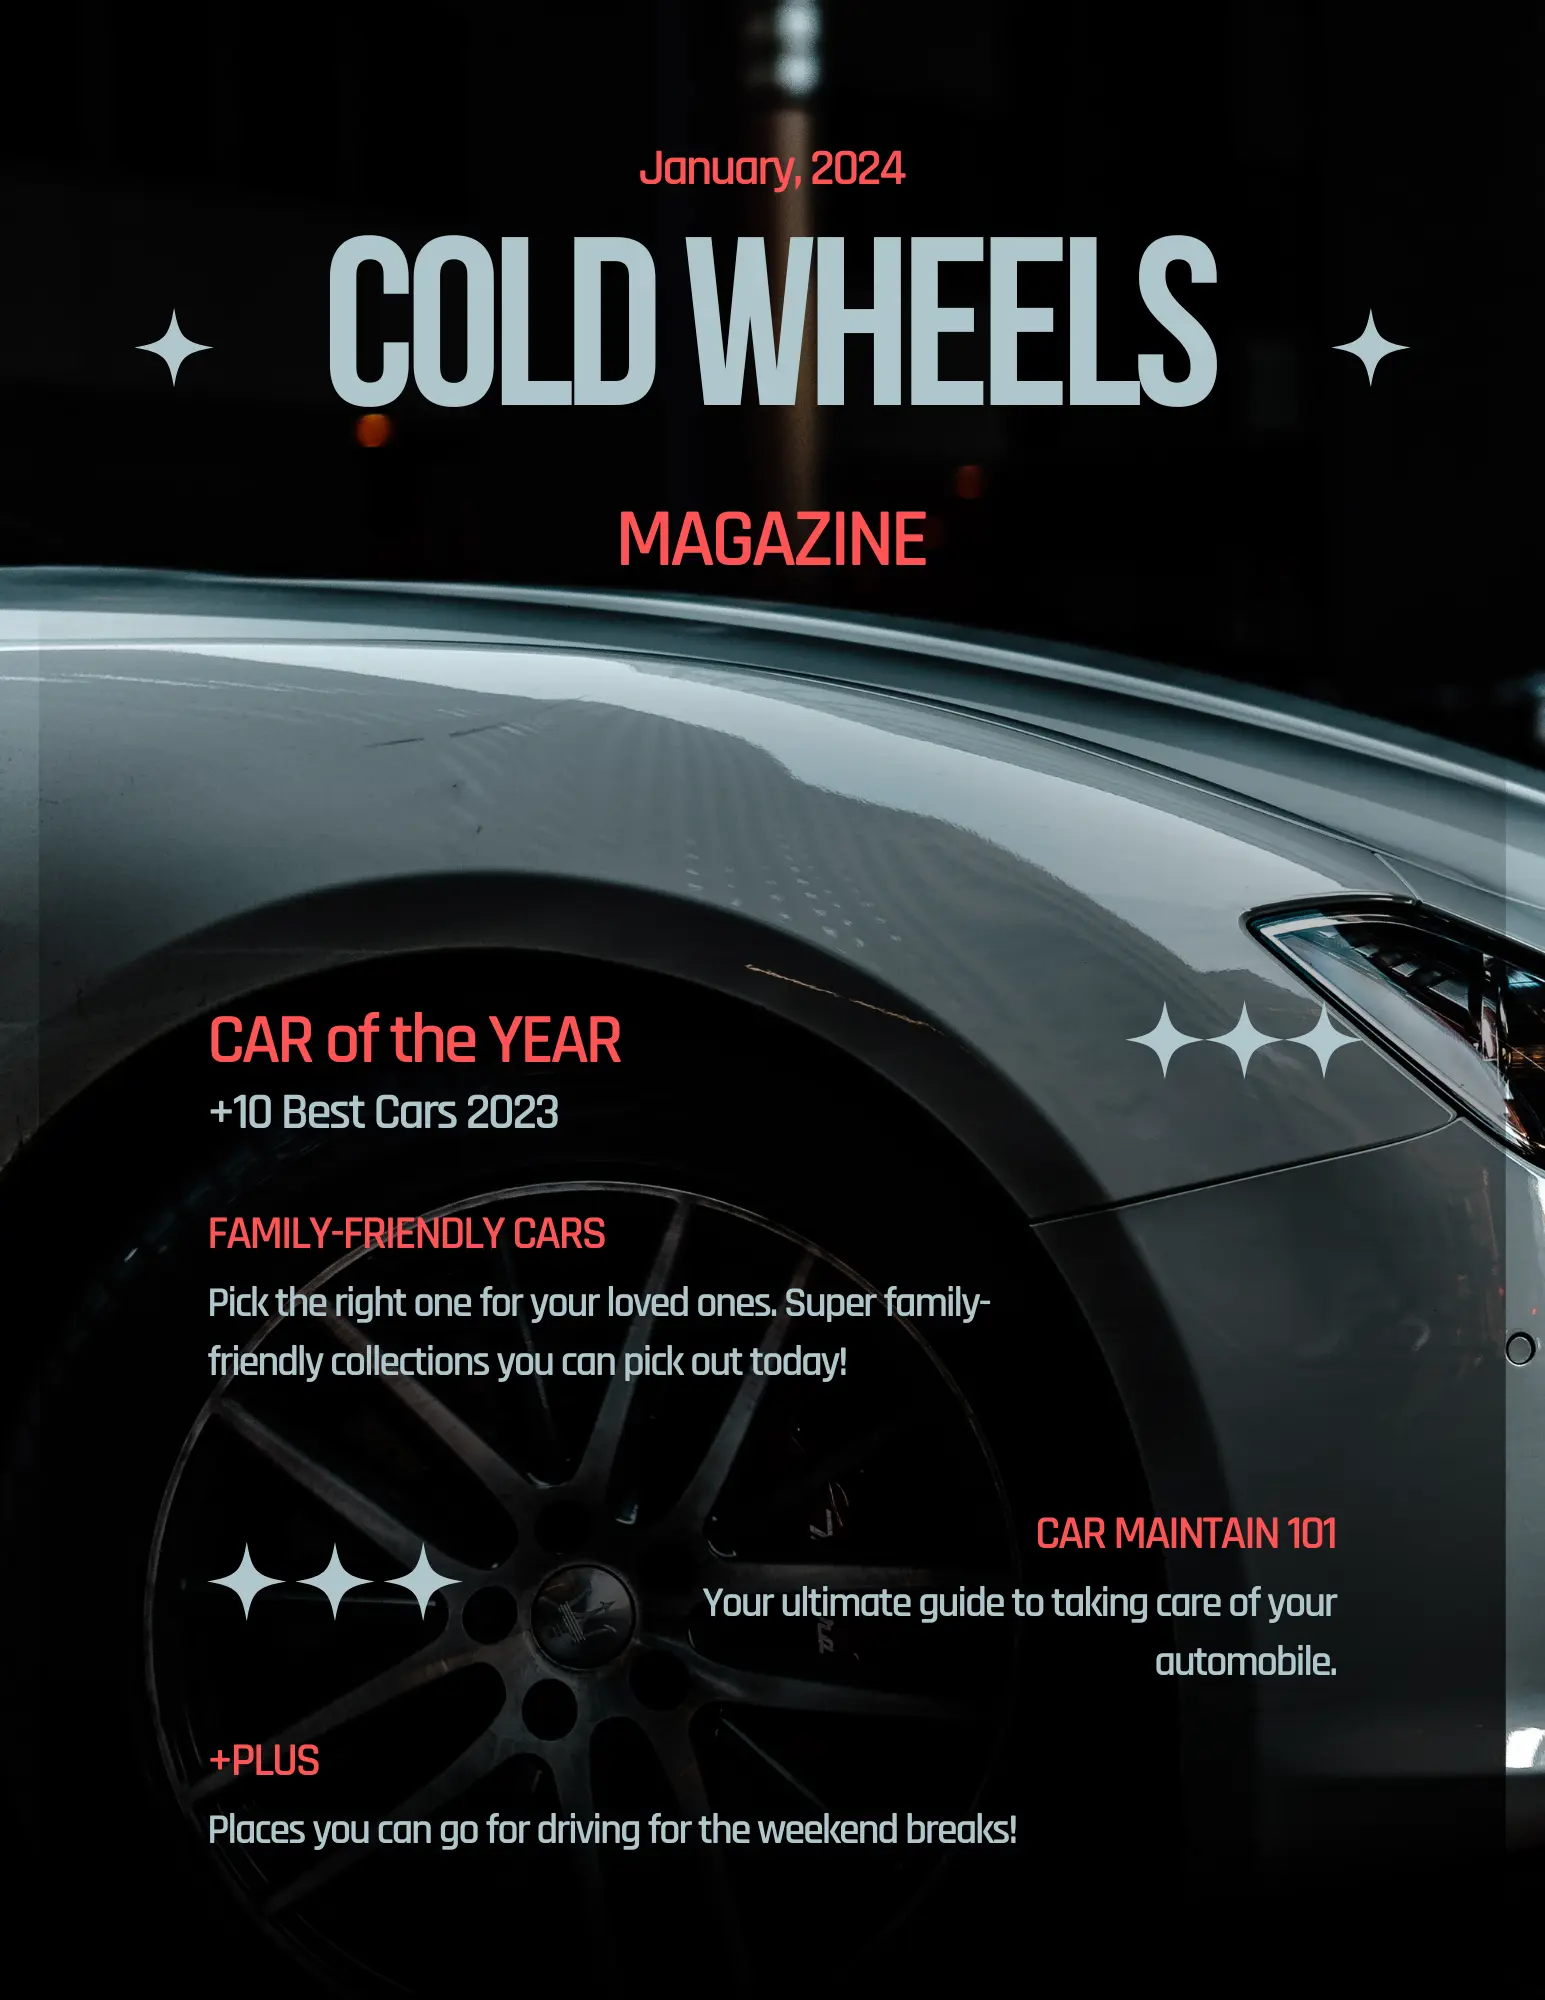 January, 2024
COLD WHEELS
MAGAZINE
CAR of the YEAR
+10 Best Cars 2023
FAMILY-FRIENDLY CARS
Pick the right one for your loved ones. Super family-
friendly collections you can pick out today!
CAR MAINTAIN 101
Your ultimate guide to taking care of your
automobile.
+PLUS
Places you can go for driving for the weekend breaks!